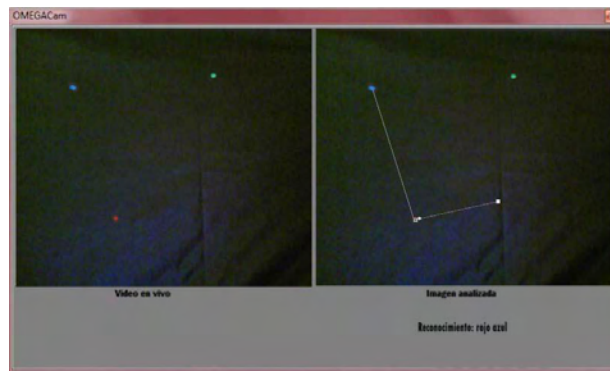 OMEGACam
Video en vivo
Imagen analizada
Reconocimiento: rojo azul